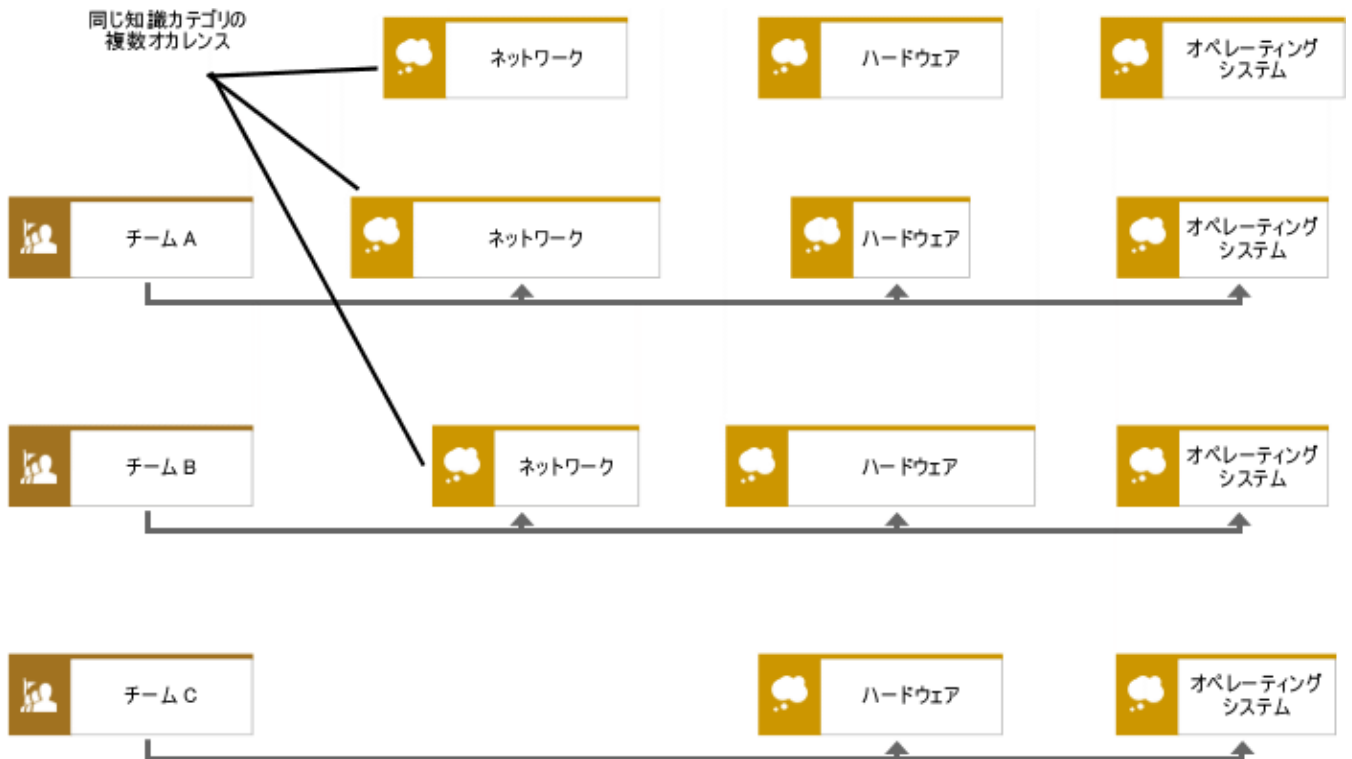 同じ知識カテゴリの
複数オカレンス
ネットワーク
ハードウェア
オペレーティング
システム
チーム A
ネットワーク
ハードウェア
オペレーティング
システム
チーム B
ネットワーク
ハードウェア
オペレーティング
システム
チーム C
ハードウェア
オペレーティング
システム